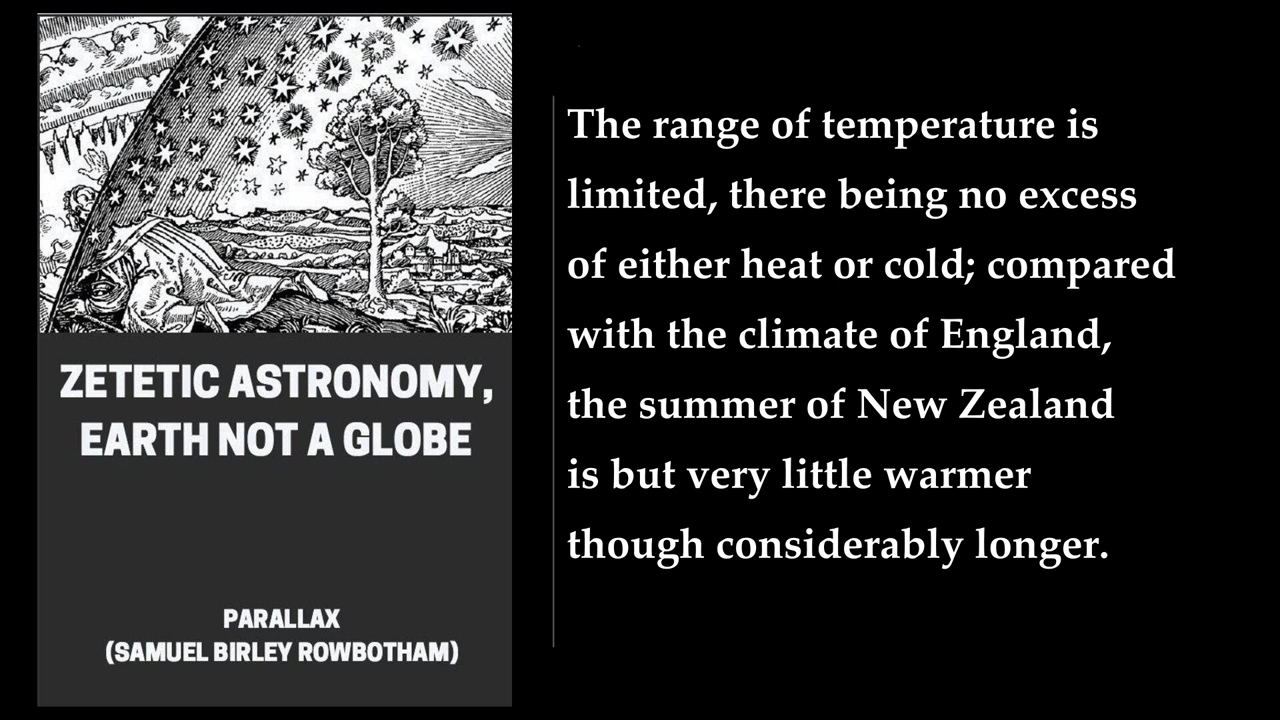 ZETETIC ASTRONOMY,
EARTH NOT A GLOBE
PARALLAX
(SAMUEL BIRLEY ROWBOTHAM)
The range of temperature is
limited, there being no excess
of either heat or cold; compared
with the climate of England,
the summer of New Zealand
is but very little warmer
though considerably longer.